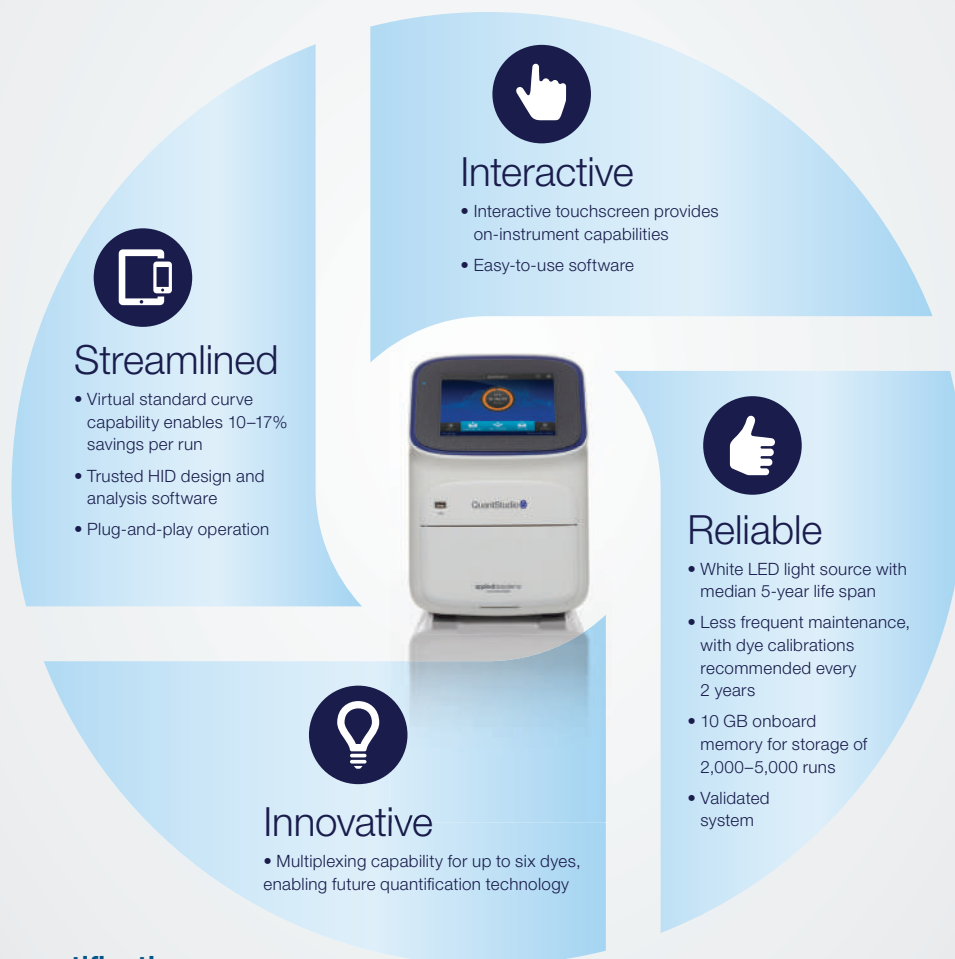 Interactive
• Interactive touchscreen provides
on-instrument capabilities
• Easy-to-use software
Streamlined
• Virtual standard curve
capability enables 10–17%
savings per run
• Trusted HID design and
analysis software
• Plug-and-play operation
QuantStudio
applied biosystems
Reliable
• White LED light source with
median 5-year life span
• Less frequent maintenance,
with dye calibrations
recommended every
2 years
• 10 GB onboard
memory for storage of
2,000–5,000 runs
• Validated
system
Innovative
• Multiplexing capability for up to six dyes,
enabling future quantification technology